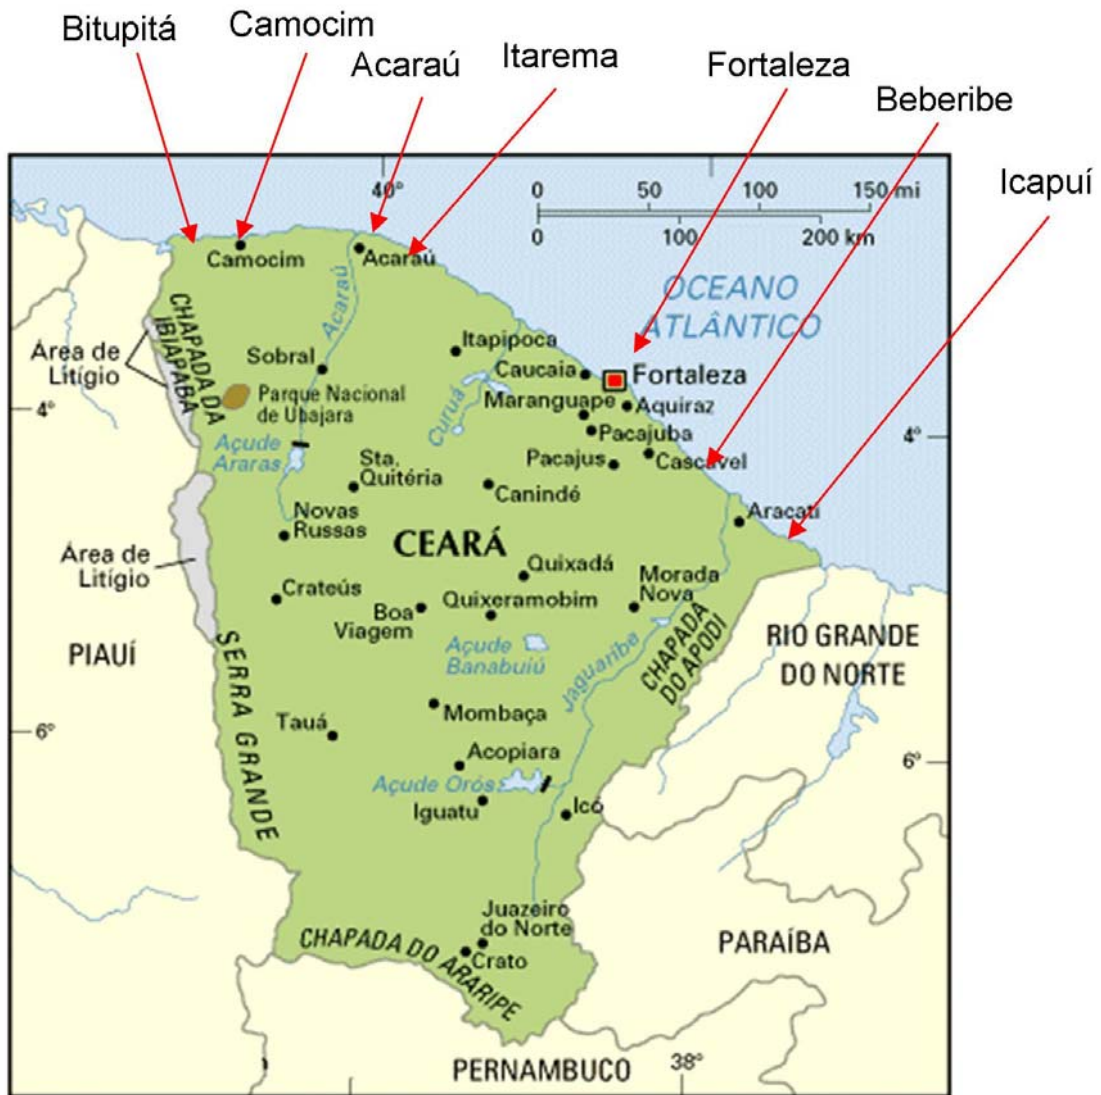 Bitupitá
Camocim
Acaraú
Itarema
Fortaleza
Beberibe
Icapuí
40°
0 50 100 150 mi
0 100 200 km
OCEANO
ATLÂNTICO
Camocim
Acaraú
Acaraú
CHAPADA DA
IBIAPABA
Área de
Litígio
Sobral
Itapipoca
Caucaia
Fortaleza
Parque Nacional
de Ubajara
Curuá
Maranguape
Aquiraz
4°
4°
Pacajuba
Açude
Araras
Sta.
Quitéria
Pacajus
Cascavel
Canindé
Novas
Russas
Aracati
CEARÁ
Área de
Litígio
Quixadá
Morada
Nova
Crateús
Boa
Viagem
Quixeramobim
PIAUÍ
SERRA GRANDE
Açude
Banabuiú
Jaguaribe
CHAPADA
DO APODI
RIO GRANDE
DO NORTE
Mombaça
Tauá
6°
6°
Acopiara
Açude Orós
Iguatu
Icó
Juazeiro
do Norte
Crato
CHAPADA DO ARARIPE
PARAÍBA
PERNAMBUCO
38°